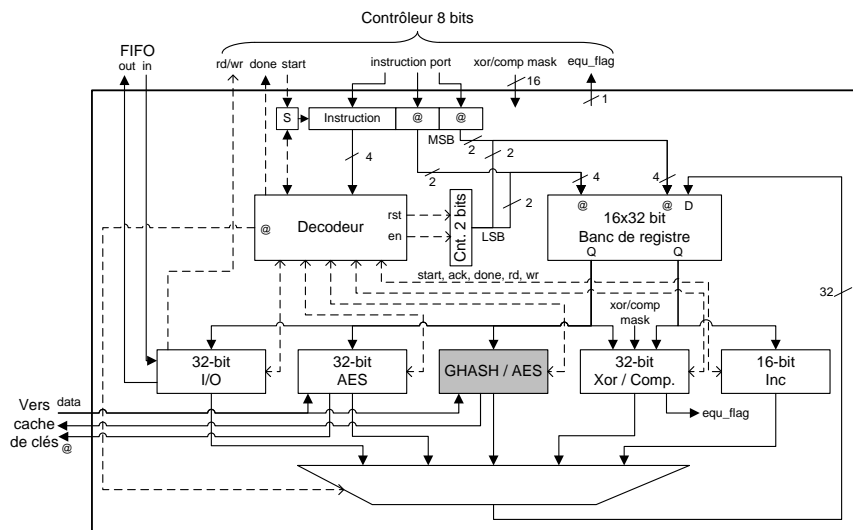 Contrôleur 8 bits
FIFO
out in
rd/wr done start
instruction port
xor/comp mask
equ_flag
16
1
S
Instruction
@
@
MSB
2
2
4
2
4
4
2
Decodeur
@
rst
en
Cnt. 2 bits
LSB
@
@
D
16x32 bit
Banc de registre
Q
Q
start, ack, done, rd, wr
32
xor/comp
mask
32-bit
I/O
32-bit
AES
GHASH / AES
32-bit
Xor / Comp.
16-bit
Inc
Vers
data
cache
de clés
@
equ_flag